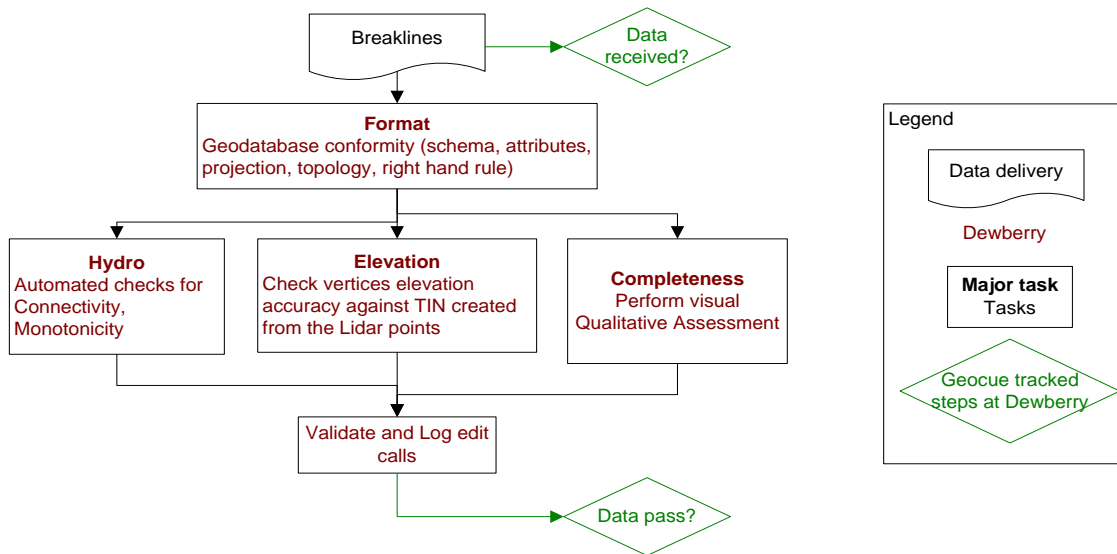 Breaklines
Data
received?
Format
Geodatabase conformity (schema, attributes,
projection, topology, right hand rule)
Hydro
Automated checks for
Connectivity,
Monotonicity
Elevation
Check vertices elevation
accuracy against TIN created
from the Lidar points
Completeness
Perform visual
Qualitative Assessment
Validate and Log edit
calls
Data pass?
Legend
Data delivery
Dewberry
Major task
Tasks
Geocue tracked
steps at Dewberry